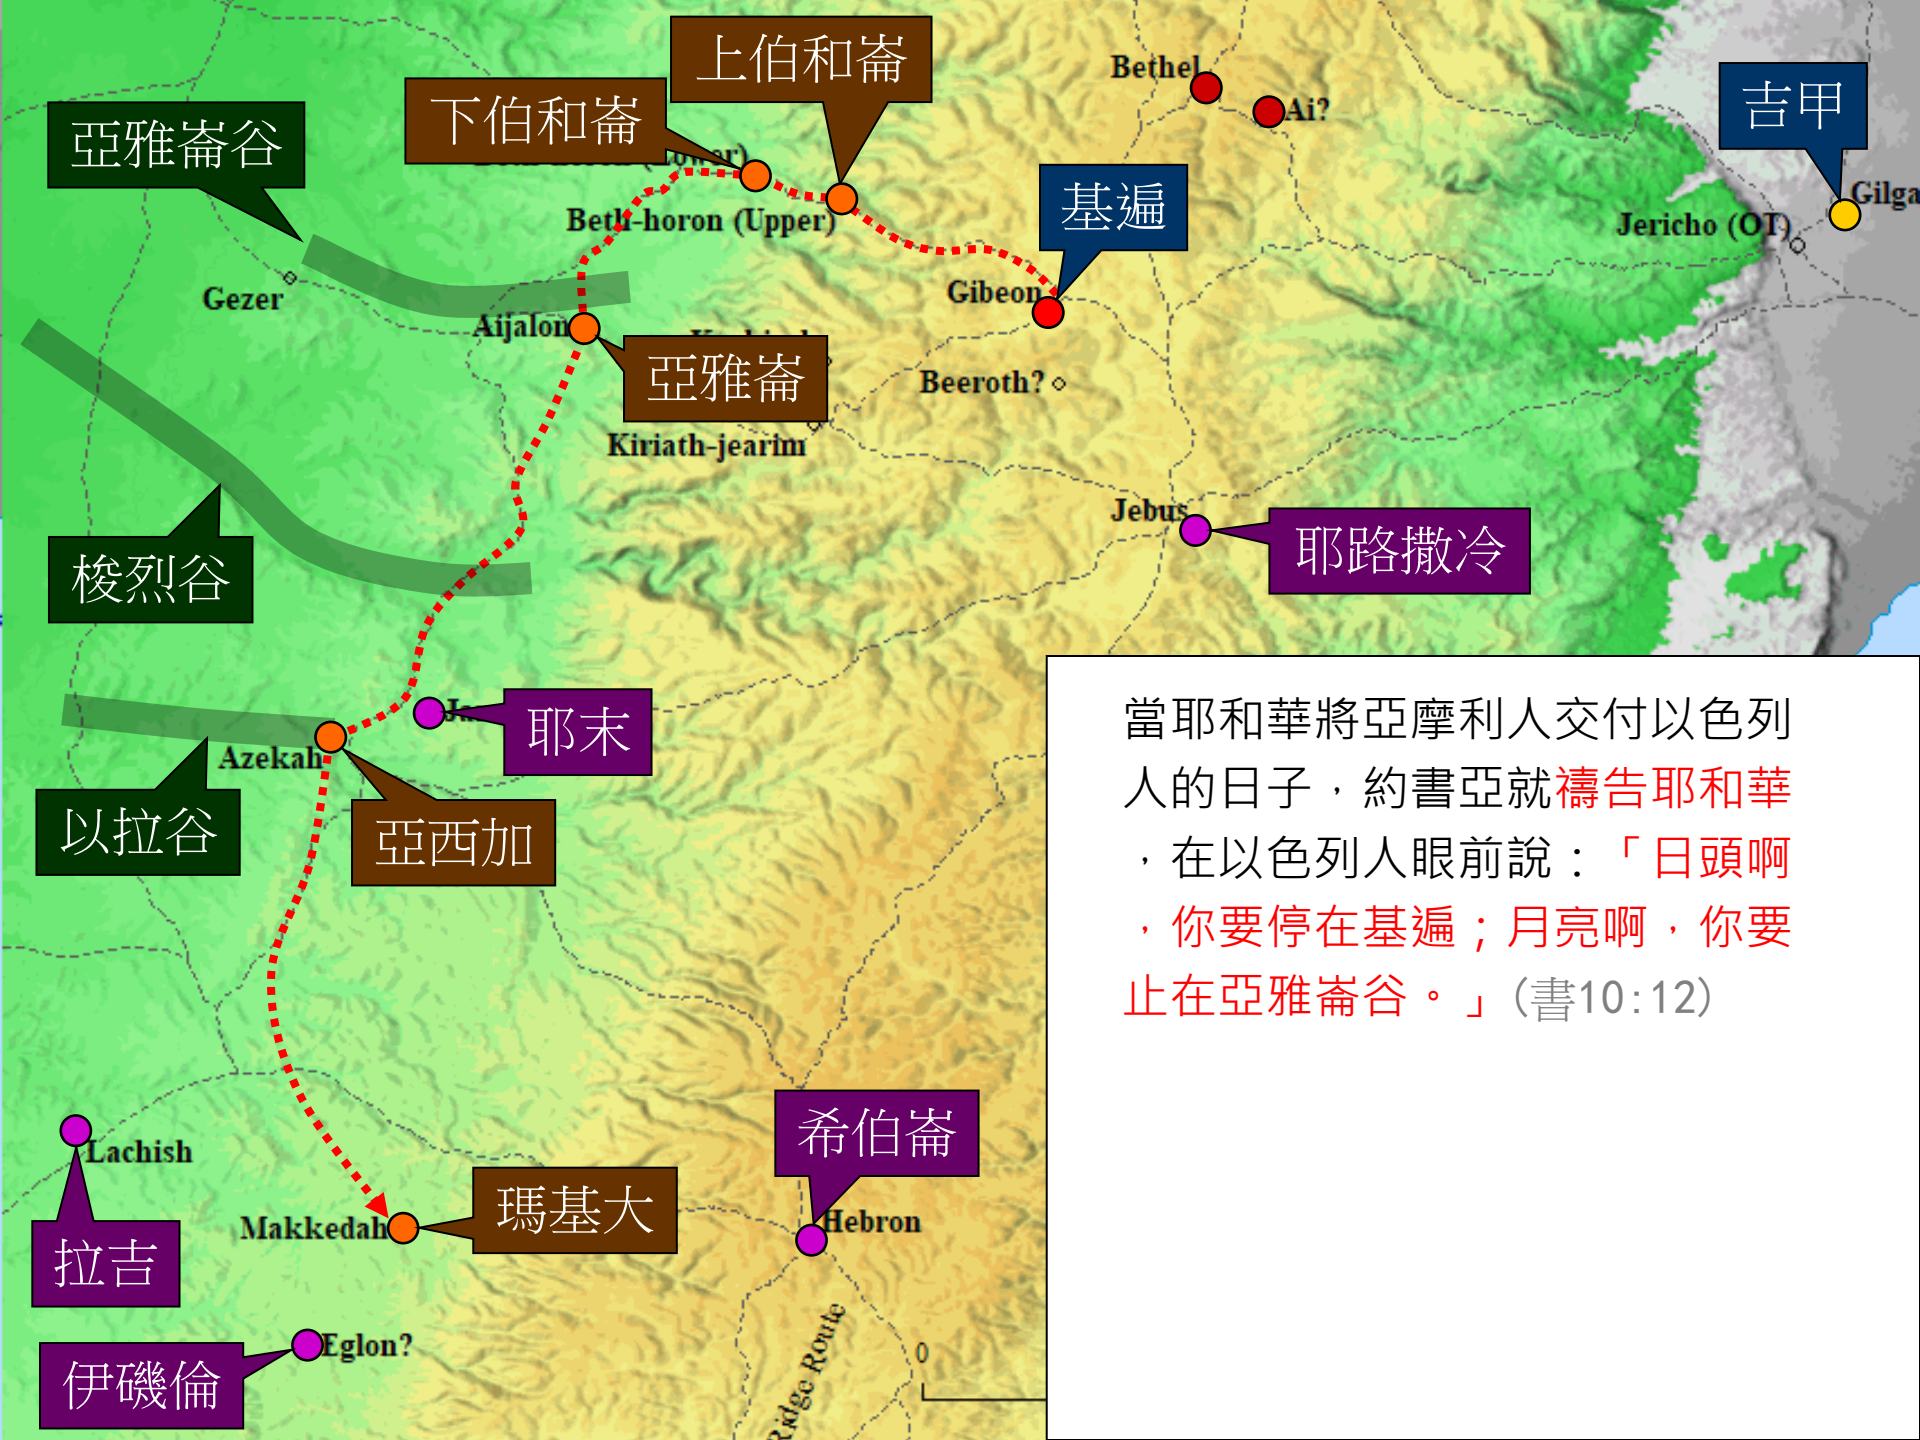 上伯和崙
Bethel
下伯和崙
吉甲
Ai?
亞雅崙谷
基遍
Gilga
Beth-horon (Upper)
Jericho (OT)
Gezer
Gibeon
Aijalon
亞雅崙
Beeroth?
Kiriath-jearim
Jebus
耶路撒冷
梭烈谷
耶末
Azekah
以拉谷
亞西加
當耶和華將亞摩利人交付以色列
人的日子，約書亞就禱告耶和華
，在以色列人眼前說：「日頭啊
，你要停在基遍；月亮啊，你要
止在亞雅崙谷。」(書10:12)
希伯崙
Lachish
瑪基大
Makkedah
Hebron
拉吉
Eglon?
伊磯倫
Ridge Route
0